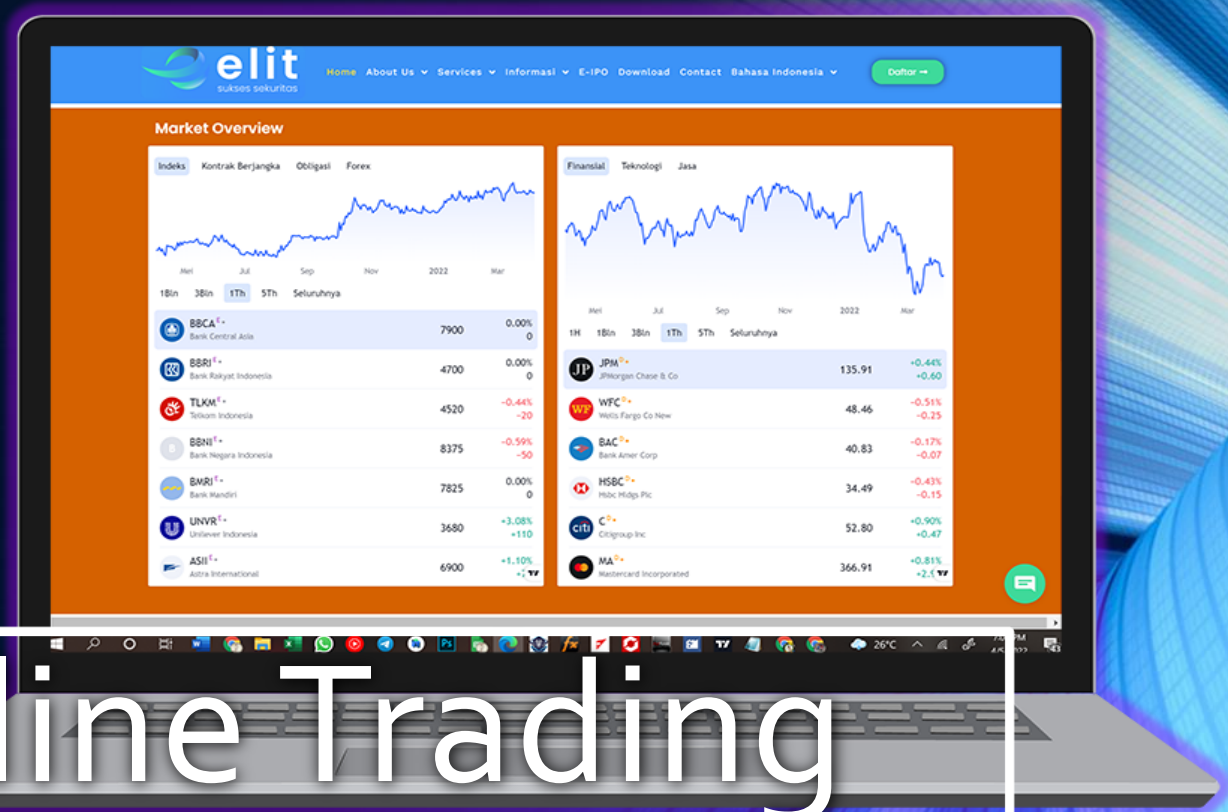 elit
sukses sekuritas
Home About Us Services Informasi E-IPO Download Contact Bahasa Indonesia Daftar →
Market Overview
Indeks Kontrak Berjangka Obligasi Forex
Mei Jul Sep Nov 2022 Mar
1Bln 3Bln 1Th 5Th Seluruhnya
BBCA E 7900 0.00%
Bank Central Asia 0
BBRI E 4700 0.00%
Bank Rakyat Indonesia 0
TLKM E 4520 −0.44%
Telkom Indonesia −20
B BBNI E 8375 −0.59%
Bank Negara Indonesia −50
BMRI E 7825 0.00%
Bank Mandiri 0
UNVR E 3680 +3.08%
Unilever Indonesia +110
ASII E 6900 +1.10%
Astra International
Finansial Teknologi Jasa
Mei Jul Sep Nov 2022 Mar
1H 1Bln 3Bln 1Th 5Th Seluruhnya
JP JPM D 135.91 +0.44%
JPMorgan Chase & Co +0.60
WF WFC D 48.46 −0.51%
Wells Fargo Co New −0.25
BAC D 40.83 −0.17%
Bank Amer Corp −0.07
HSBC D 34.49 −0.43%
Hsbc Hldgs Plc −0.15
citi C D 52.80 +0.90%
Citigroup Inc +0.47
MA D 366.91 +0.81%
Mastercard Incorporated
Ps 26°C
line Trading